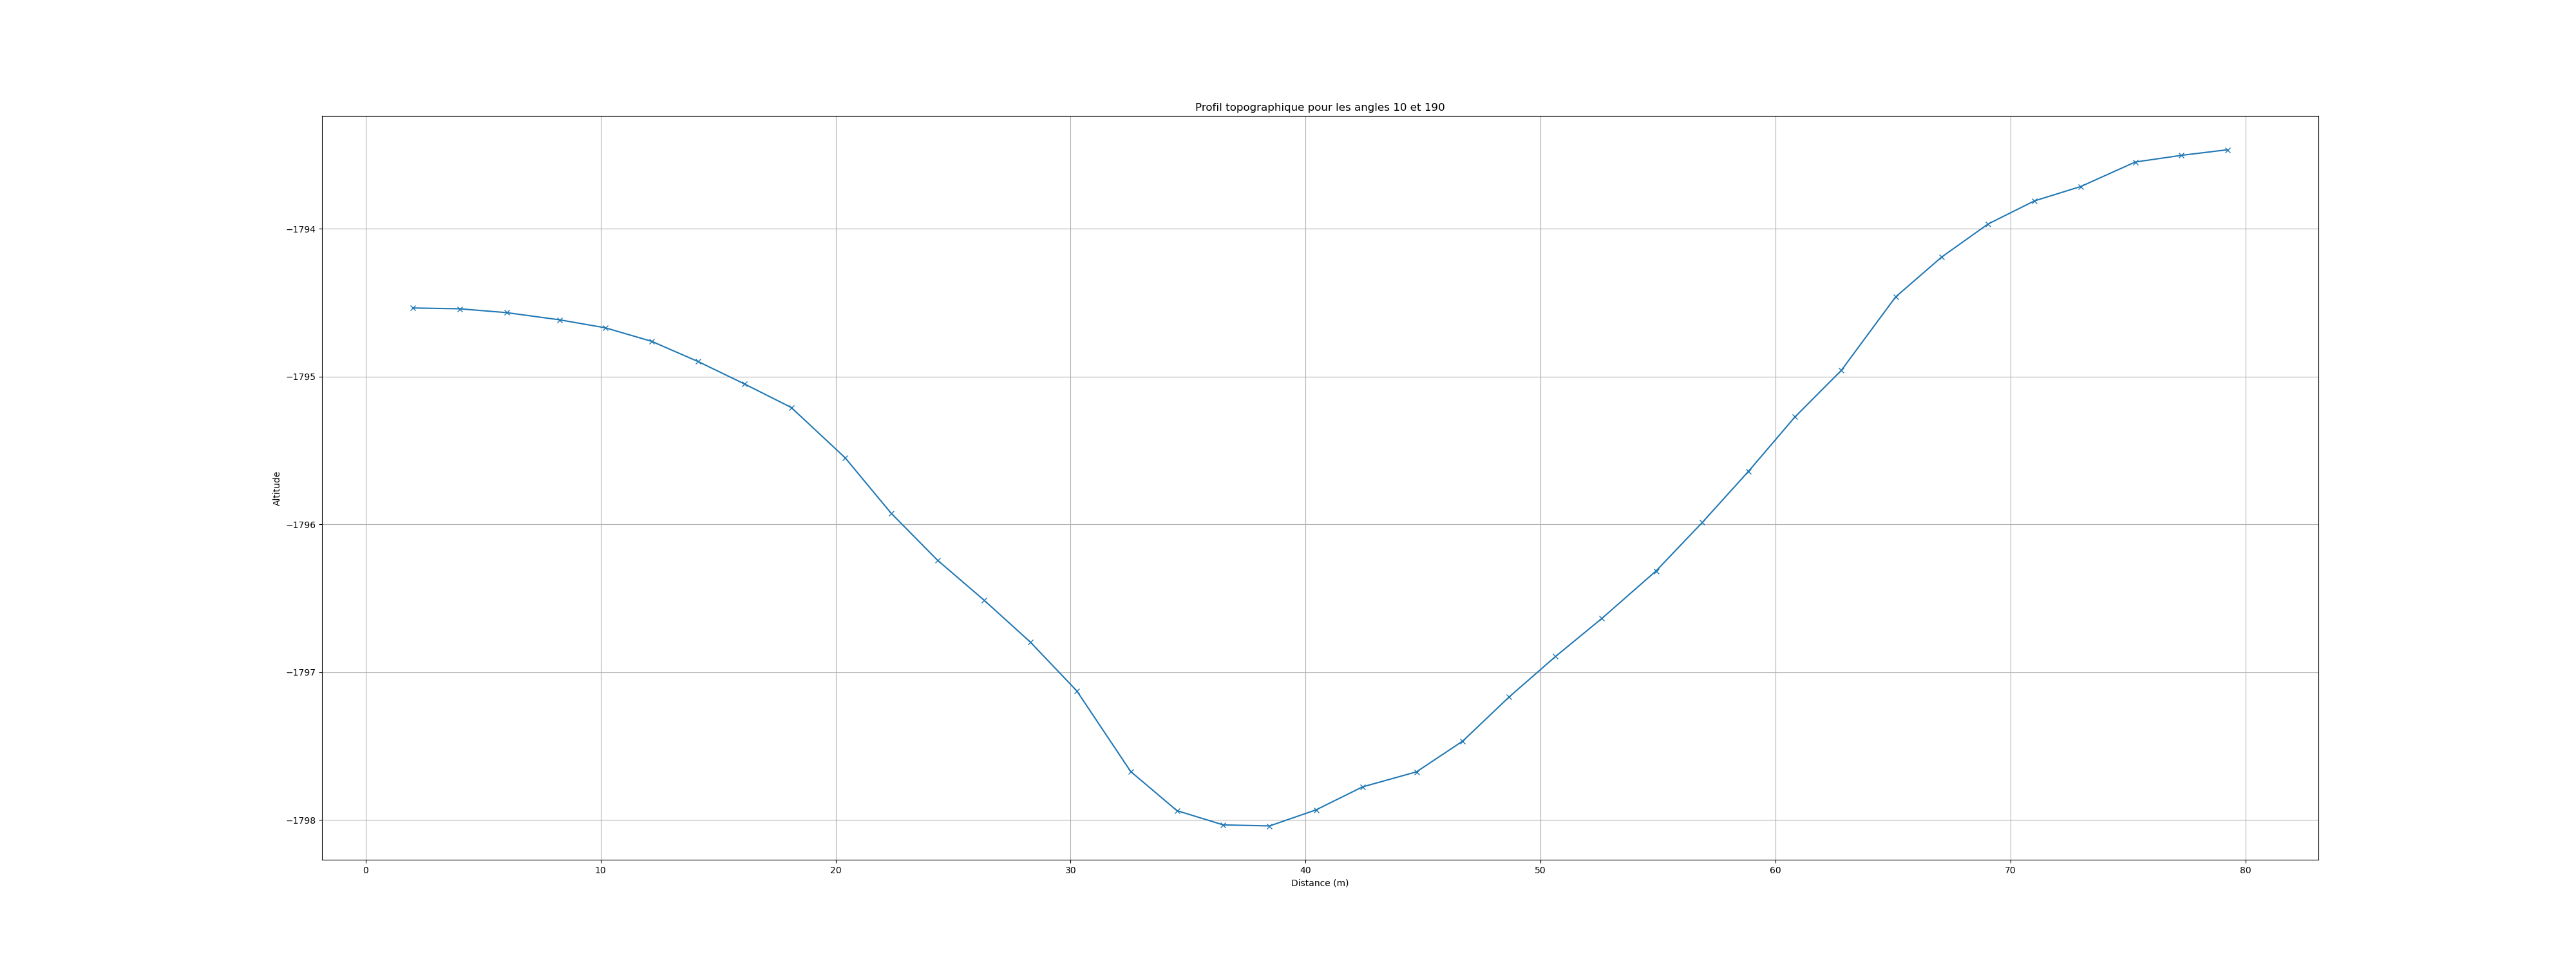 Profil topographique pour les angles 10 et 190
Altitude
−1794
−1795
−1796
−1797
−1798
0 10 20 30 40 50 60 70 80
Distance (m)